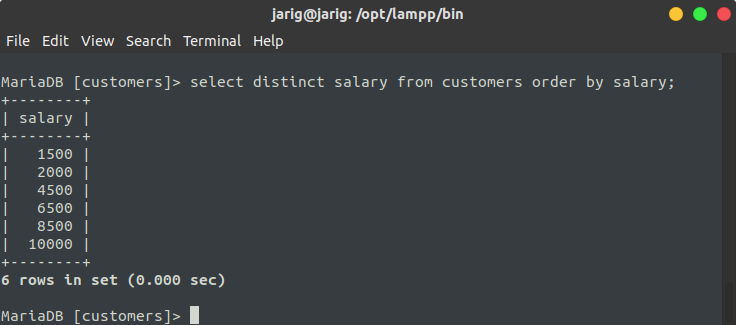 jarig@jarig: /opt/lampp/bin
File Edit View Search Terminal Help
MariaDB [customers]> select distinct salary from customers order by salary;
+--------+
| salary |
+--------+
|   1500 |
|   2000 |
|   4500 |
|   6500 |
|   8500 |
|  10000 |
+--------+
6 rows in set (0.000 sec)
MariaDB [customers]>